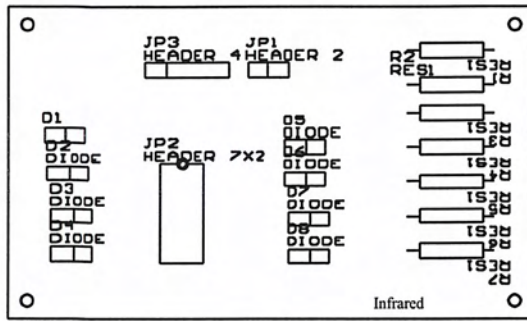 JP3
HEADER 4
JP1
HEADER 2
R2
RES1
RES1
R1
D1
D2
DIODE
D3
DIODE
D4
DIODE
JP2
HEADER 7X2
D5
DIODE
D6
DIODE
D7
DIODE
D8
DIODE
RES1
R3
RES1
R4
RES1
R5
RES1
R6
RES1
R7
Infrared